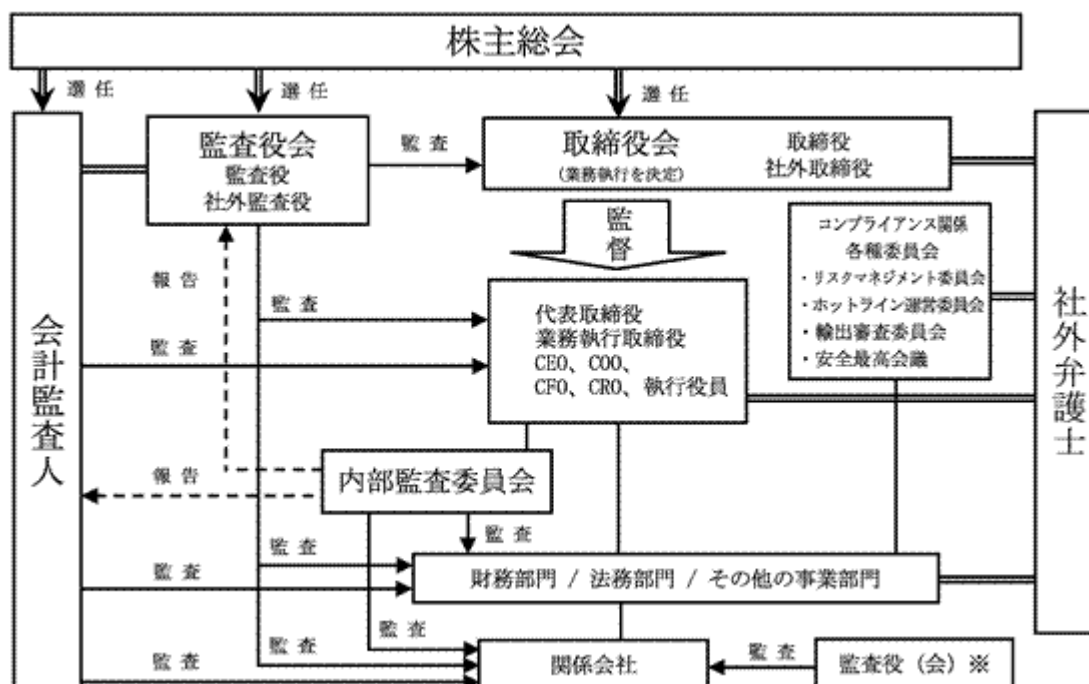 株主総会
選任
選任
選任
監査役会
監査役
社外監査役
監査
取締役会
(業務執行を決定)
取締役
社外取締役
監督
コンプライアンス関係
各種委員会
・リスクマネジメント委員会
・ホットライン運営委員会
・輸出審査委員会
・安全最高会議
報告
監査
代表取締役
業務執行取締役
CEO、COO、
CFO、CRO、執行役員
監査
会計監査人
社外弁護士
内部監査委員会
報告
監査
監査
監査
財務部門 / 法務部門 / その他の事業部門
監査
監査
監査
関係会社
監査
監査役（会）※